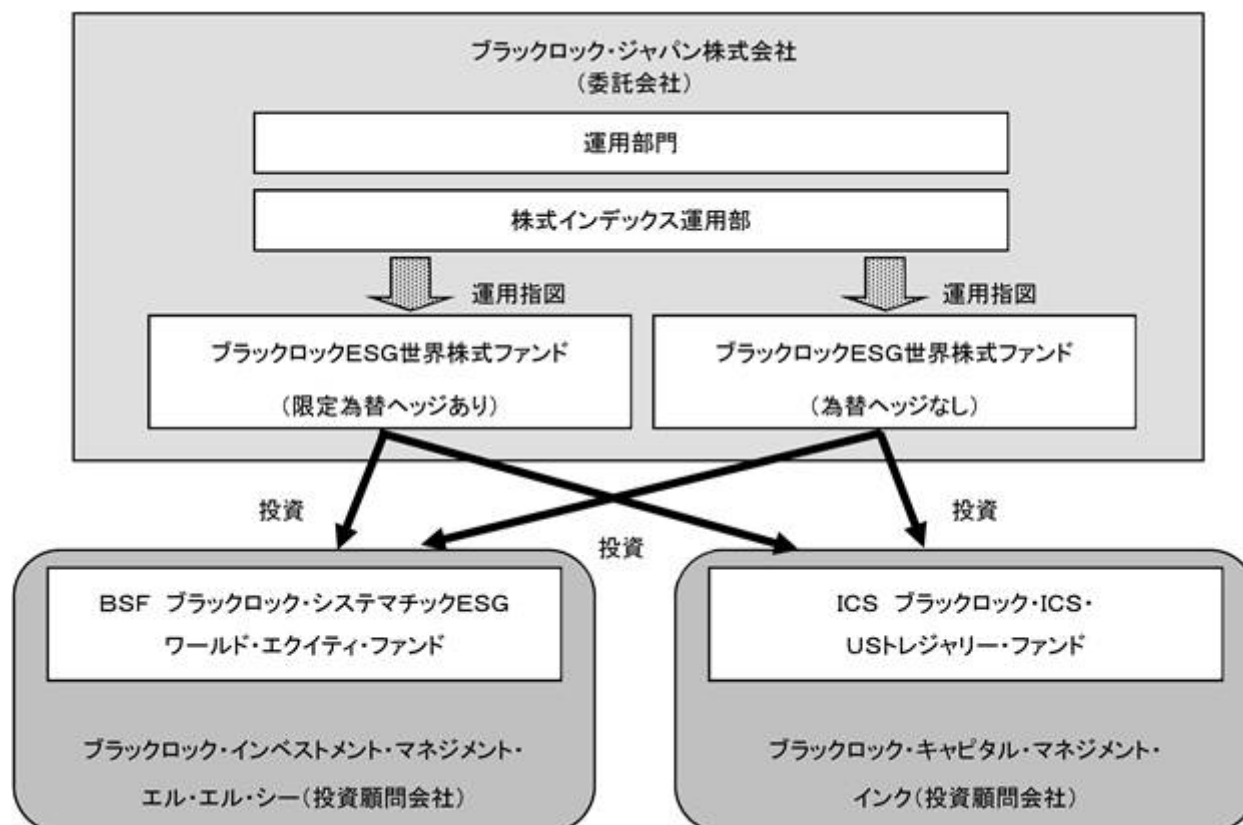 ブラックロック・ジャパン株式会社
（委託会社）
運用部門
株式インデックス運用部
運用指図
運用指図
ブラックロックESG世界株式ファンド
（限定為替ヘッジあり）
ブラックロックESG世界株式ファンド
（為替ヘッジなし）
投資
投資
投資
BSF ブラックロック・システマチックESG
ワールド・エクイティ・ファンド
ICS ブラックロック・ICS・
USトレジャリー・ファンド
ブラックロック・インベストメント・マネジメント・
エル・エル・シー（投資顧問会社）
ブラックロック・キャピタル・マネジメント・
インク（投資顧問会社）